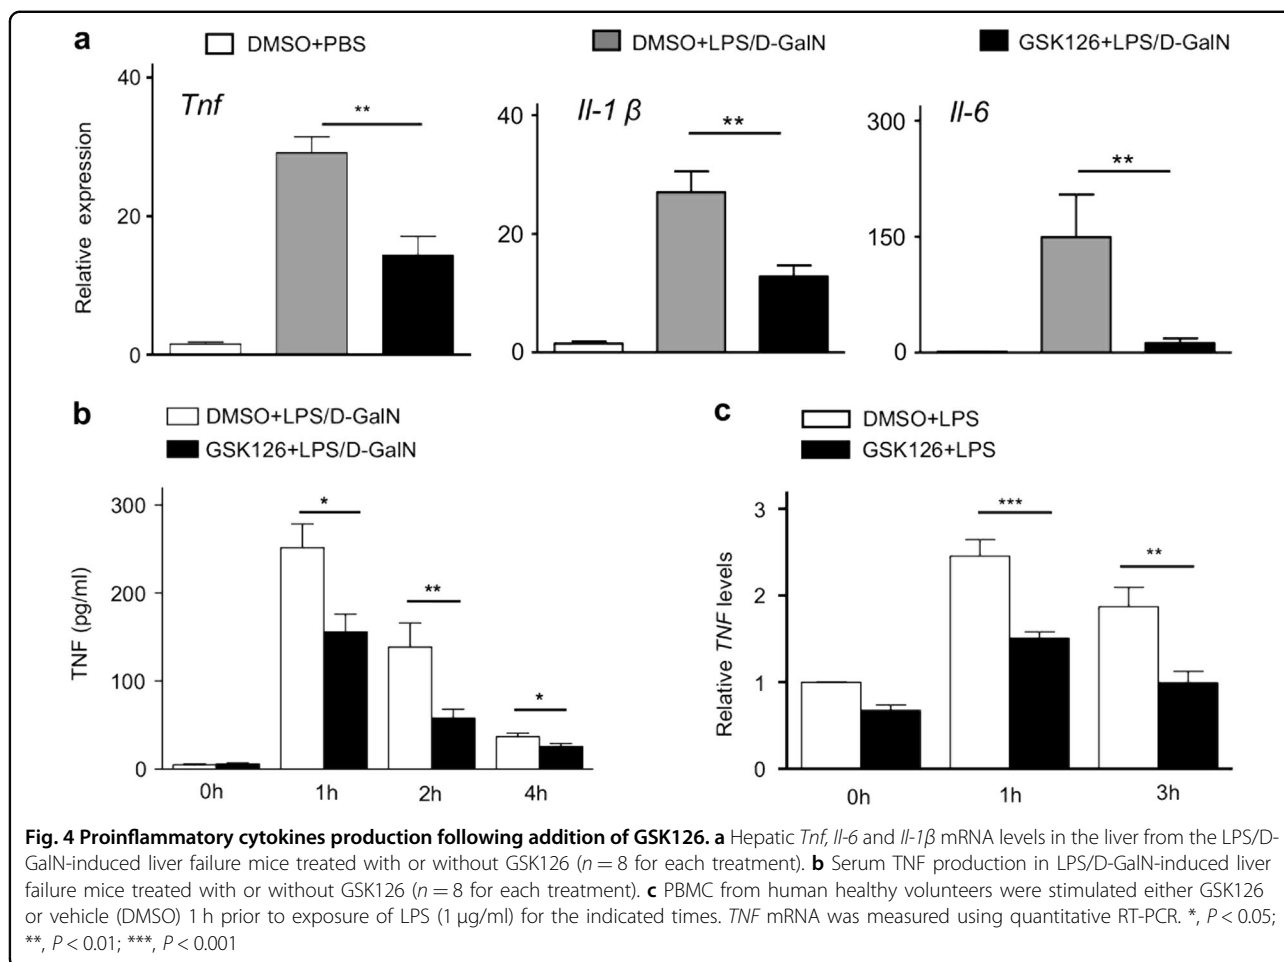 a
DMSO+PBS
DMSO+LPS/D-GalN
GSK126+LPS/D-GalN
Relative expression
40
20
0
Tnf
**
40
20
0
Il-1 β
**
300
150
0
Il-6
**
b
DMSO+LPS/D-GalN
GSK126+LPS/D-GalN
TNF (pg/ml)
300
200
100
0
*
**
*
0h 1h 2h 4h
c
DMSO+LPS
GSK126+LPS
Relative TNF levels
3
2
1
0
***
**
0h 1h 3h
Fig. 4 Proinflammatory cytokines production following addition of GSK126. a Hepatic Tnf, Il-6 and Il-1β mRNA levels in the liver from the LPS/D-
GalN-induced liver failure mice treated with or without GSK126 (n = 8 for each treatment). b Serum TNF production in LPS/D-GalN-induced liver
failure mice treated with or without GSK126 (n = 8 for each treatment). c PBMC from human healthy volunteers were stimulated either GSK126
or vehicle (DMSO) 1 h prior to exposure of LPS (1 μg/ml) for the indicated times. TNF mRNA was measured using quantitative RT-PCR. *, P < 0.05;
**, P < 0.01; ***, P < 0.001